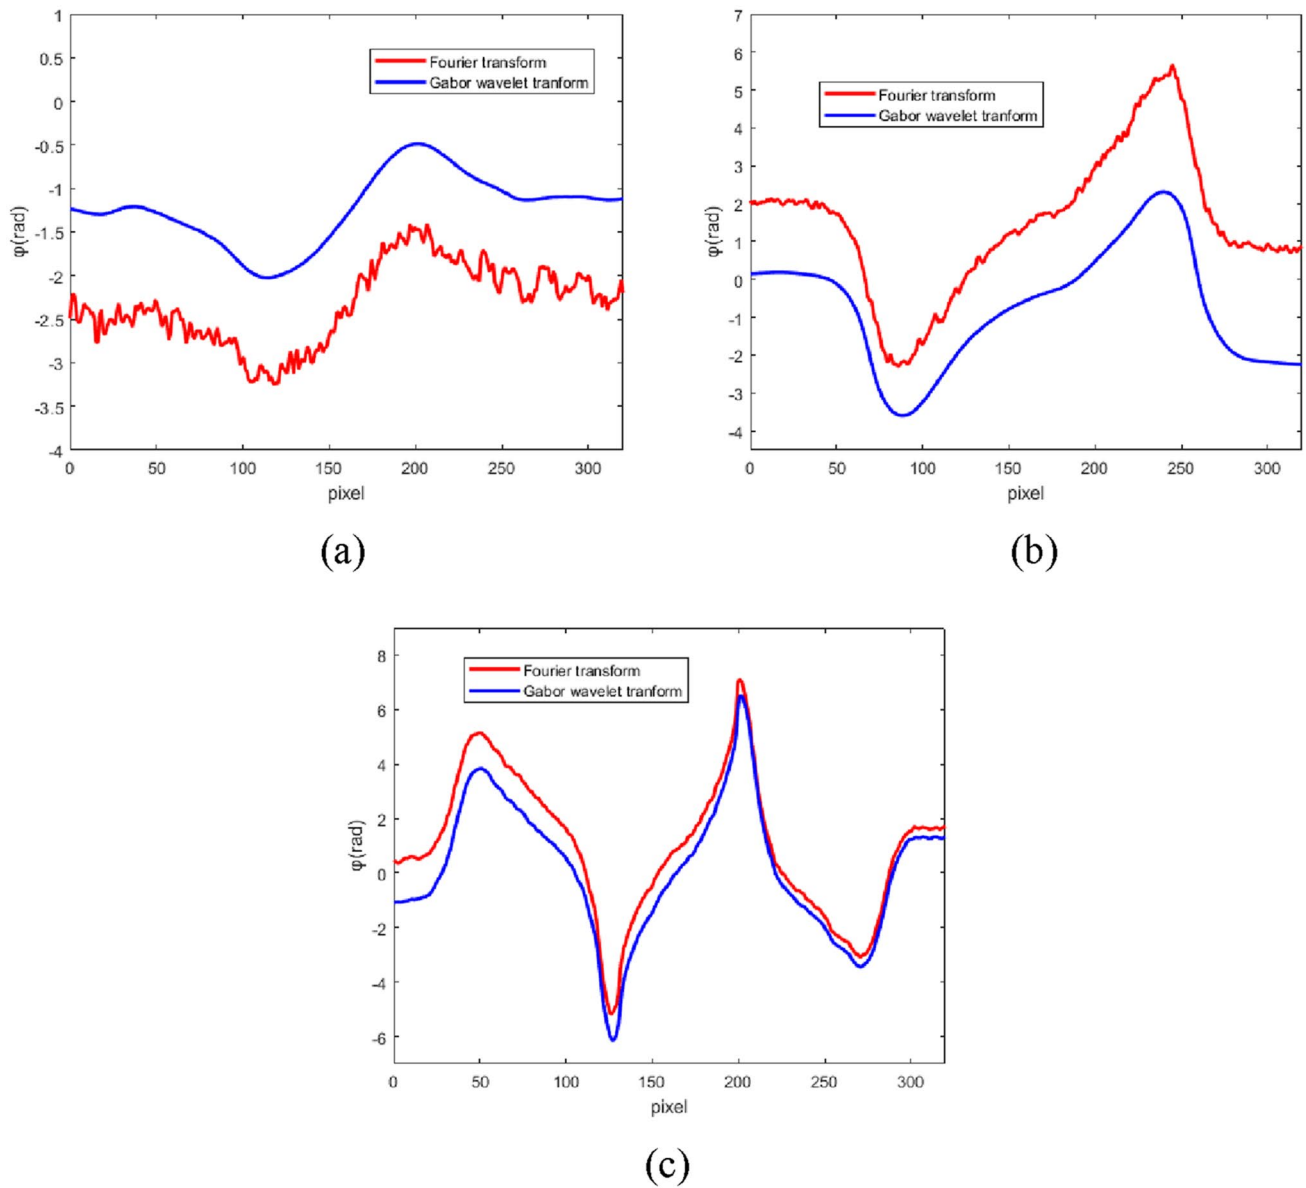 1
0.5
0
-0.5
-1
-1.5
-2
-2.5
-3
-3.5
-4
φ(rad)
Fourier transform
Gabor wavelet tranform
0 50 100 150 200 250 300
pixel
(a)
7
6
5
4
3
2
1
0
-1
-2
-3
-4
φ(rad)
Fourier transform
Gabor wavelet tranform
0 50 100 150 200 250 300
pixel
(b)
8
6
4
2
0
-2
-4
-6
φ(rad)
Fourier transform
Gabor wavelet tranform
0 50 100 150 200 250 300
pixel
(c)